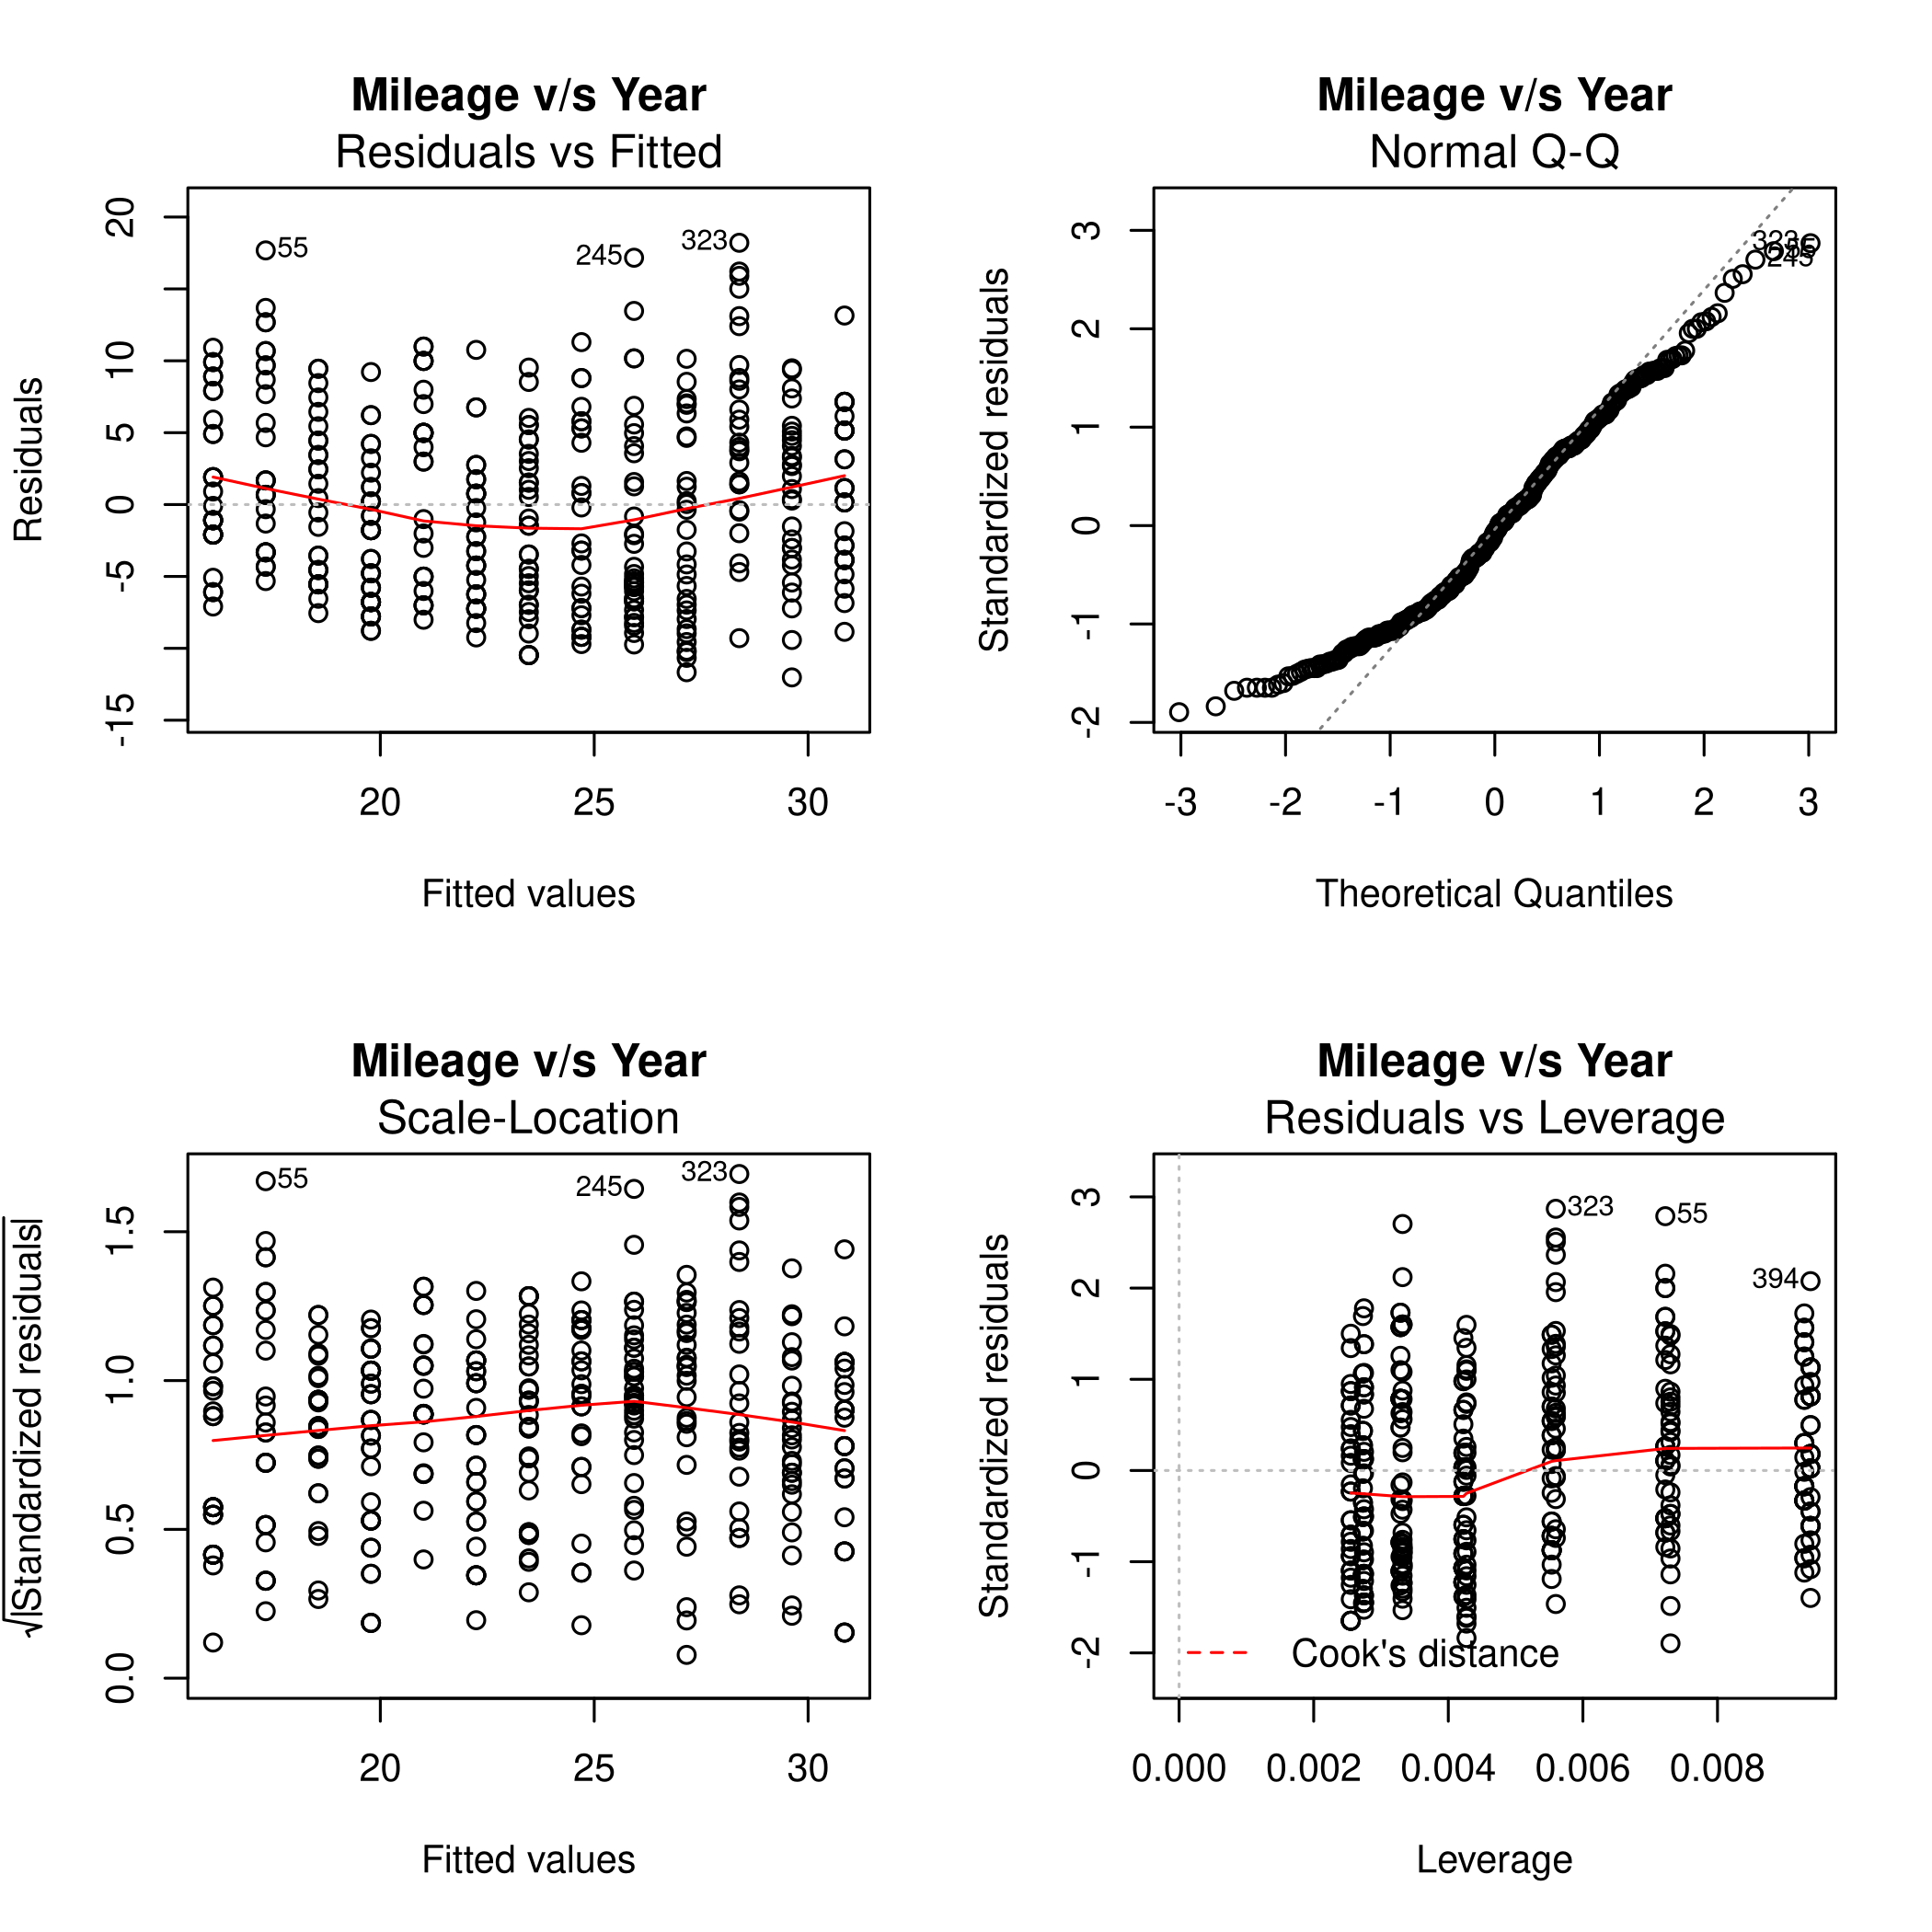 Mileage v/s Year
Residuals vs Fitted
Residuals
20
10
5
0
-5
-15
55
245
323
20 25 30
Fitted values
Mileage v/s Year
Normal Q-Q
Standardized residuals
3
2
1
0
-1
-2
323
55
245
-3 -2 -1 0 1 2 3
Theoretical Quantiles
Mileage v/s Year
Scale-Location
√|Standardized residuals|
1.5
1.0
0.5
0.0
55
245
323
20 25 30
Fitted values
Mileage v/s Year
Residuals vs Leverage
Standardized residuals
3
2
1
0
-1
-2
323
55
394
Cook's distance
0.000 0.002 0.004 0.006 0.008
Leverage